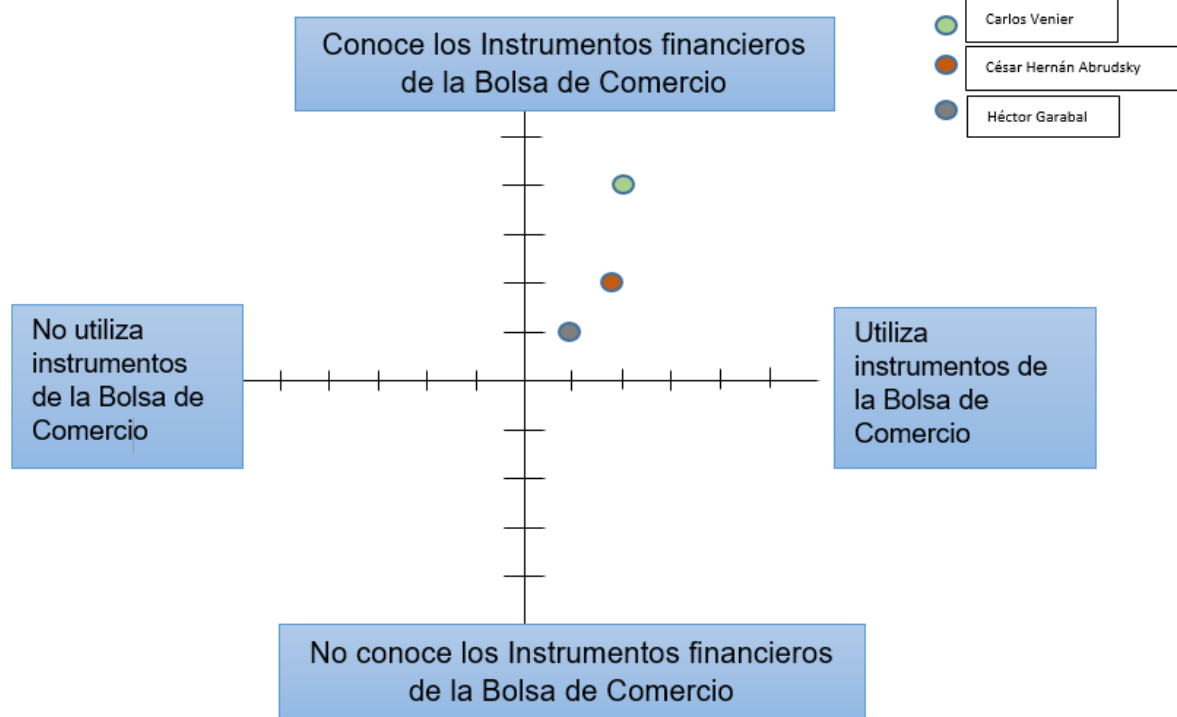 Conoce los Instrumentos financieros
de la Bolsa de Comercio
Carlos Venier
César Hernán Abrudsky
Héctor Garabal
No utiliza
instrumentos
de la Bolsa de
Comercio
Utiliza
instrumentos de
la Bolsa de
Comercio
No conoce los Instrumentos financieros
de la Bolsa de Comercio